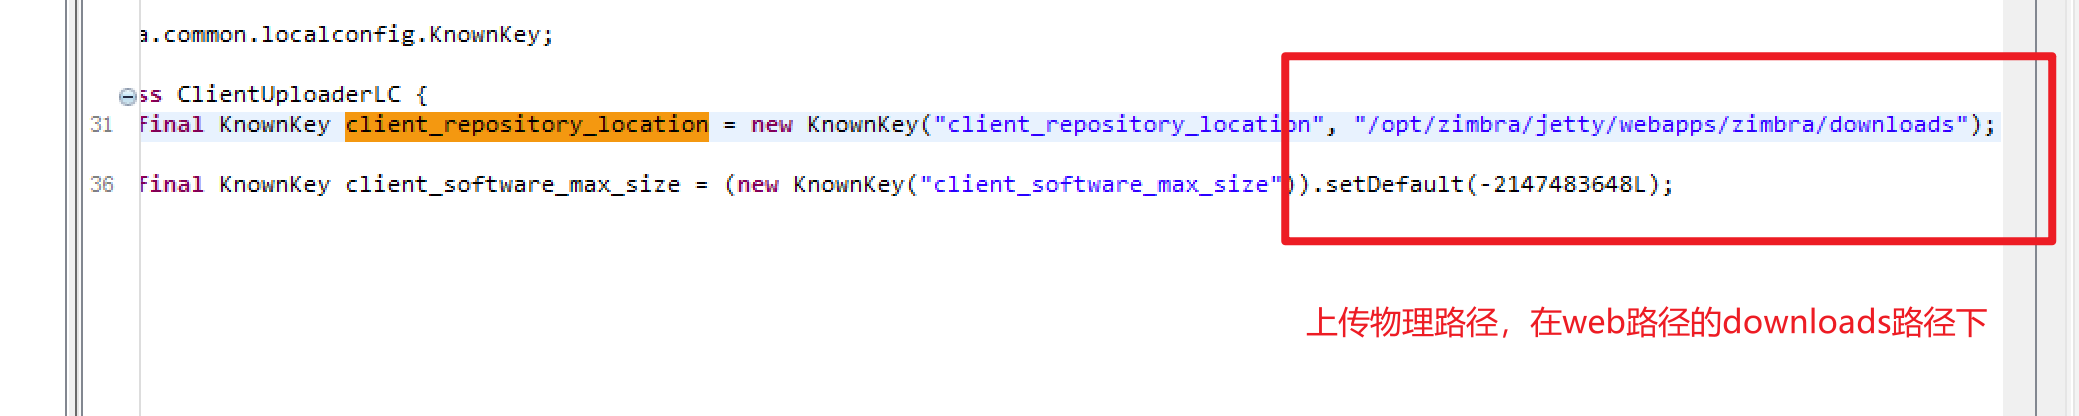 a.common.localconfig.KnownKey;
ss ClientUploaderLC {
31 final KnownKey client_repository_location = new KnownKey("client_repository_location", "/opt/zimbra/jetty/webapps/zimbra/downloads");
36 final KnownKey client_software_max_size = (new KnownKey("client_software_max_size")).setDefault(-2147483648L);
上传物理路径，在web路径的downloads路径下